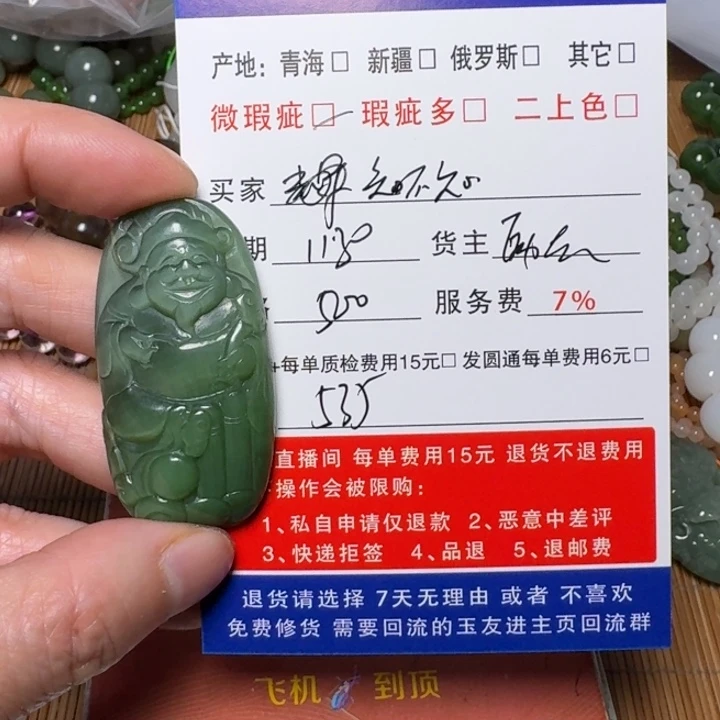 产地：青海□ 新疆□ 俄罗斯□ 其它□
微瑕疵□ 瑕疵多□ 二上色□
买家
期 1130 货主
500 服务费 7%
+每单质检费用15元□ 发圆通每单费用6元□
535
直播间 每单费用15元 退货不退费用
操作会被限购：
1、私自申请仅退款 2、恶意中差评
3、快递拒签 4、品退 5、退邮费
退货请选择 7天无理由 或者 不喜欢
免费修货 需要回流的玉友进主页回流群
飞机 到顶